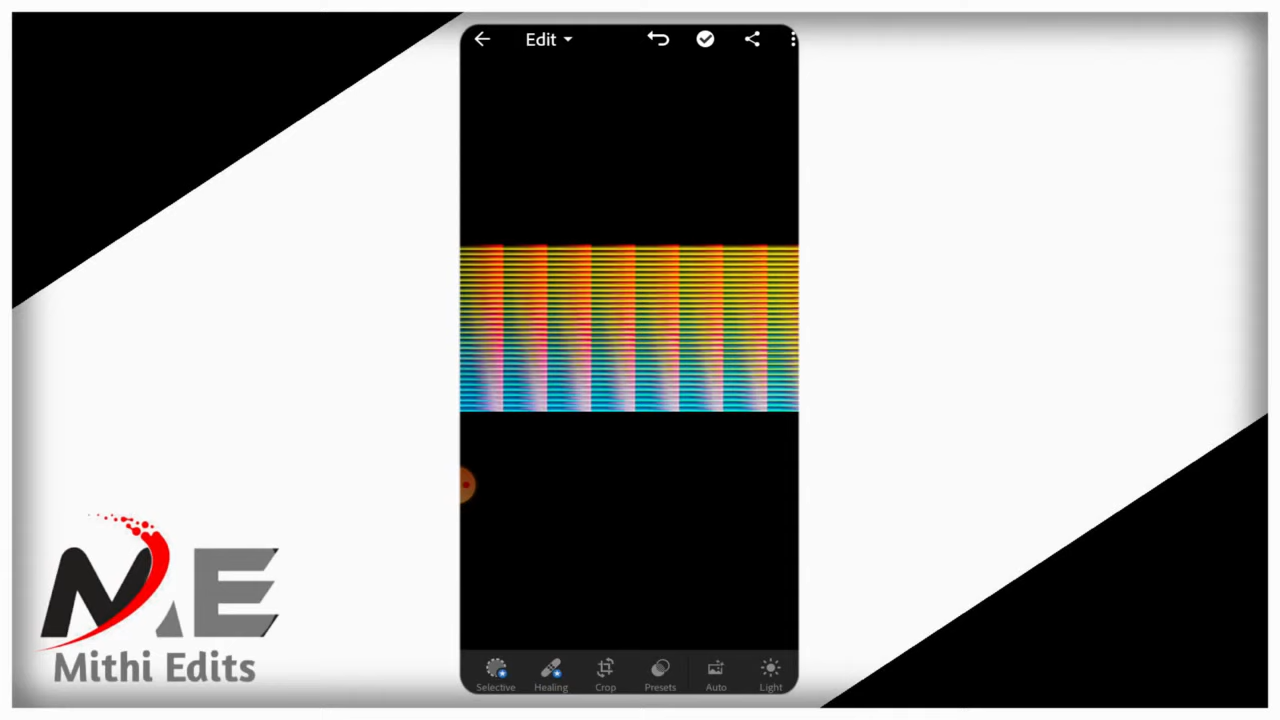 Edit
Selective
Healing
Crop
Presets
Auto
Light
ME
Mithi Edits